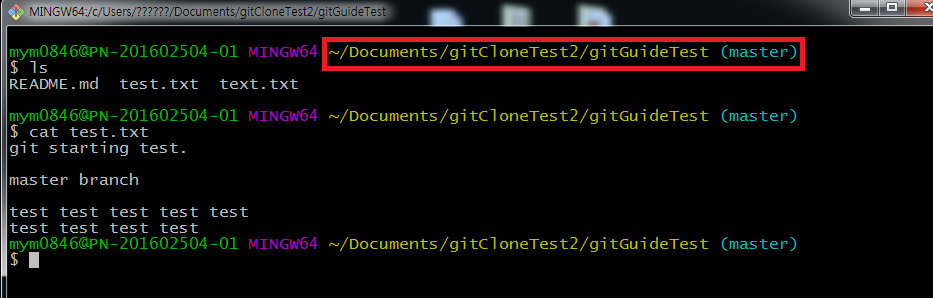 MINGW64:/c/Users/??????/Documents/gitCloneTest2/gitGuideTest
mym0846@PN-201602504-01 MINGW64 ~/Documents/gitCloneTest2/gitGuideTest (master)
$ ls
README.md  test.txt  text.txt
mym0846@PN-201602504-01 MINGW64 ~/Documents/gitCloneTest2/gitGuideTest (master)
$ cat test.txt
git starting test.
master branch
test test test test test
test test test test
mym0846@PN-201602504-01 MINGW64 ~/Documents/gitCloneTest2/gitGuideTest (master)
$